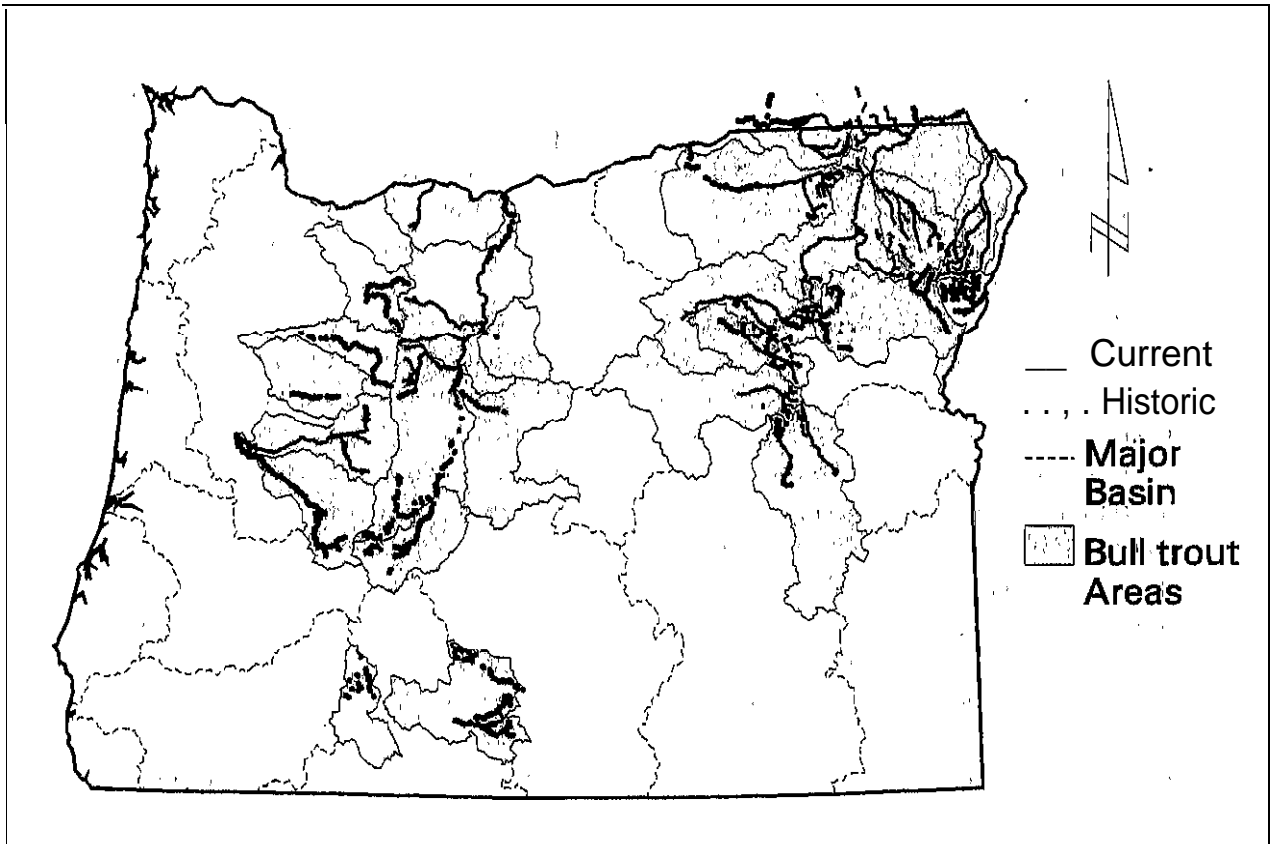 Current
. . , . Historic
Major
Basin
Bull trout
Areas